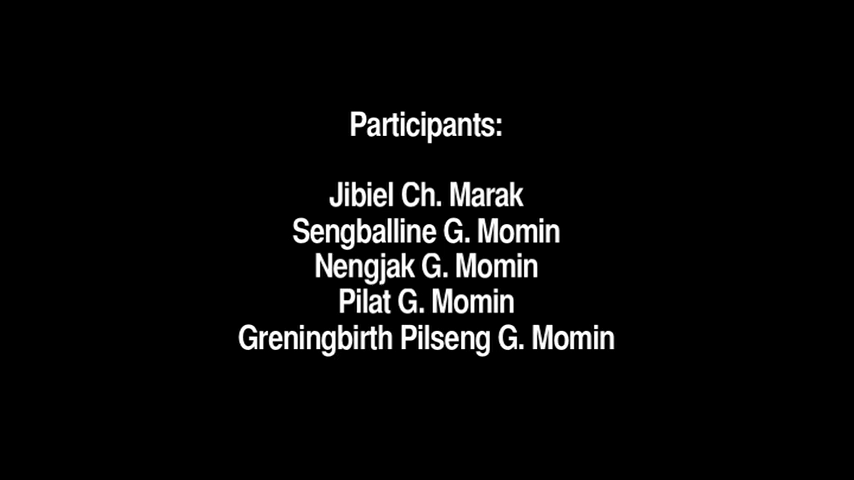 Participants:
Jibiel Ch. Marak
Sengballine G. Momin
Nengjak G. Momin
Pilat G. Momin
Greningbirth Pilseng G. Momin